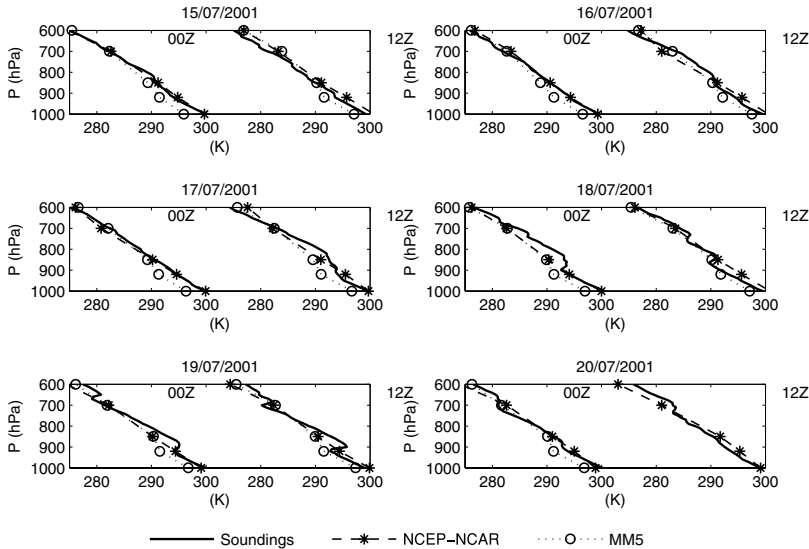 15/07/2001
16/07/2001
600
700
800
900
1000
P (hPa)
00Z
12Z
280
290
300
280
290
300
(K)
600
700
800
900
1000
P (hPa)
00Z
12Z
280
290
300
280
290
300
(K)
17/07/2001
18/07/2001
600
700
800
900
1000
P (hPa)
00Z
12Z
280
290
300
280
290
300
(K)
600
700
800
900
1000
P (hPa)
00Z
12Z
280
290
300
280
290
300
(K)
19/07/2001
20/07/2001
600
700
800
900
1000
P (hPa)
00Z
12Z
280
290
300
280
290
300
(K)
600
700
800
900
1000
P (hPa)
00Z
12Z
280
290
300
280
290
300
(K)
Soundings
NCEP−NCAR
MM5